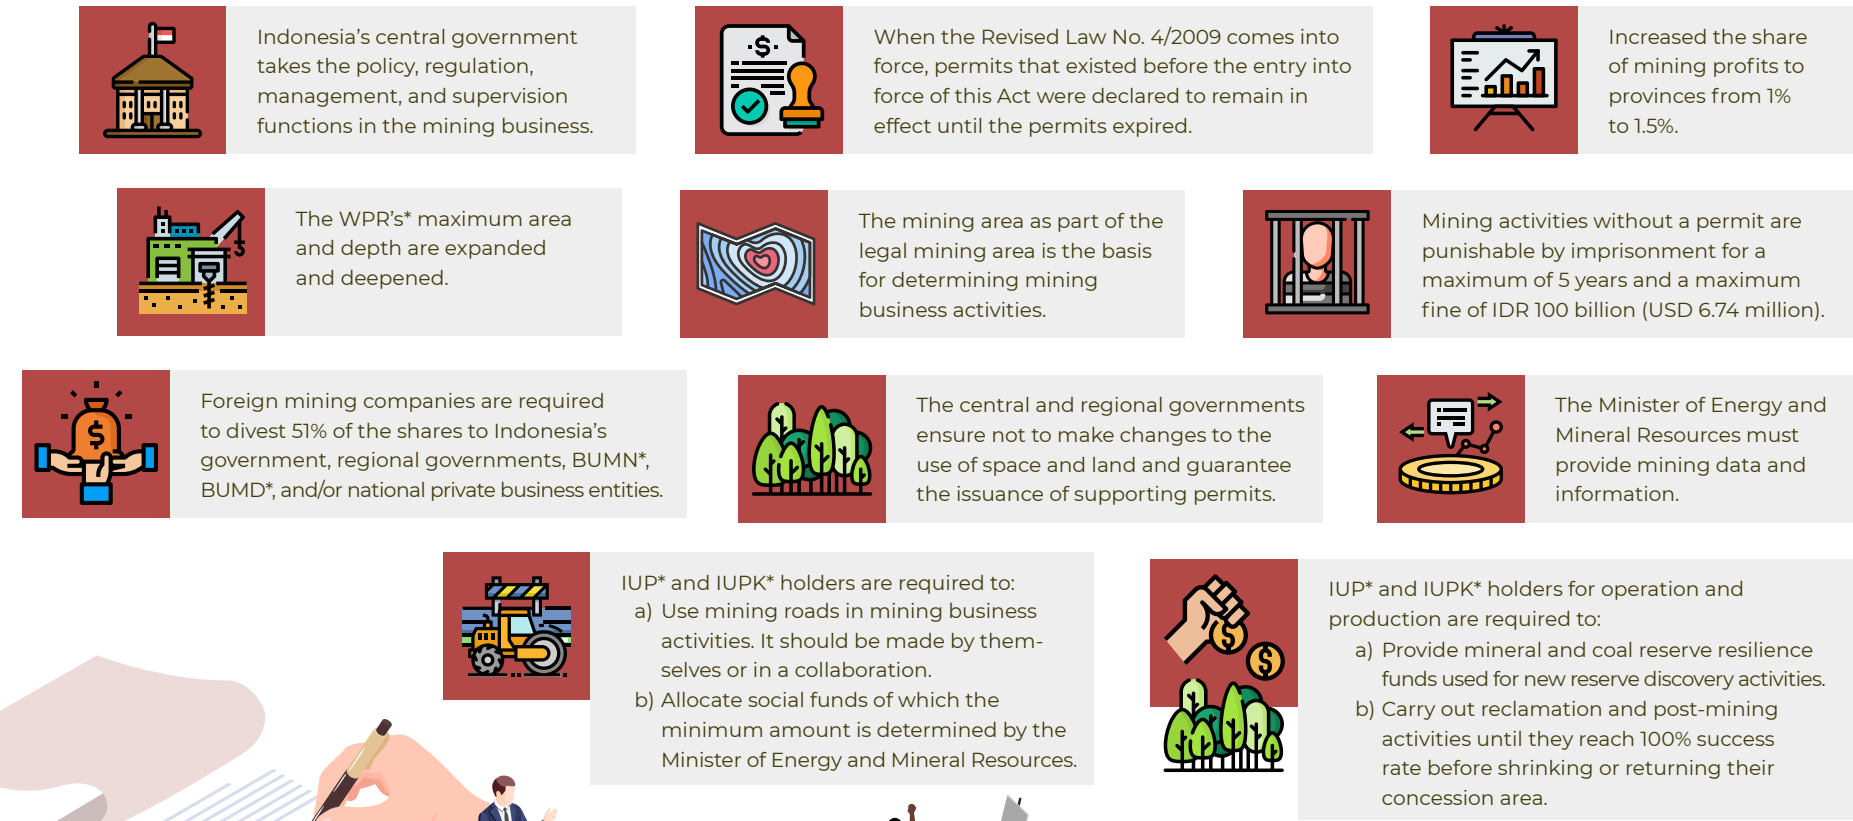 Indonesia's central government
takes the policy, regulation,
management, and supervision
functions in the mining business.
When the Revised Law No. 4/2009 comes into
force, permits that existed before the entry into
force of this Act were declared to remain in
effect until the permits expired.
Increased the share
of mining profits to
provinces from 1%
to 1.5%.
The WPR's* maximum area
and depth are expanded
and deepened.
The mining area as part of the
legal mining area is the basis
for determining mining
business activities.
Mining activities without a permit are
punishable by imprisonment for a
maximum of 5 years and a maximum
fine of IDR 100 billion (USD 6.74 million).
Foreign mining companies are required
to divest 51% of the shares to Indonesia's
government, regional governments, BUMN*,
BUMD*, and/or national private business entities.
The central and regional governments
ensure not to make changes to the
use of space and land and guarantee
the issuance of supporting permits.
The Minister of Energy and
Mineral Resources must
provide mining data and
information.
IUP* and IUPK* holders are required to:
a) Use mining roads in mining business
activities. It should be made by them-
selves or in a collaboration.
b) Allocate social funds of which the
minimum amount is determined by the
Minister of Energy and Mineral Resources.
IUP* and IUPK* holders for operation and
production are required to:
a) Provide mineral and coal reserve resilience
funds used for new reserve discovery activities.
b) Carry out reclamation and post-mining
activities until they reach 100% success
rate before shrinking or returning their
concession area.